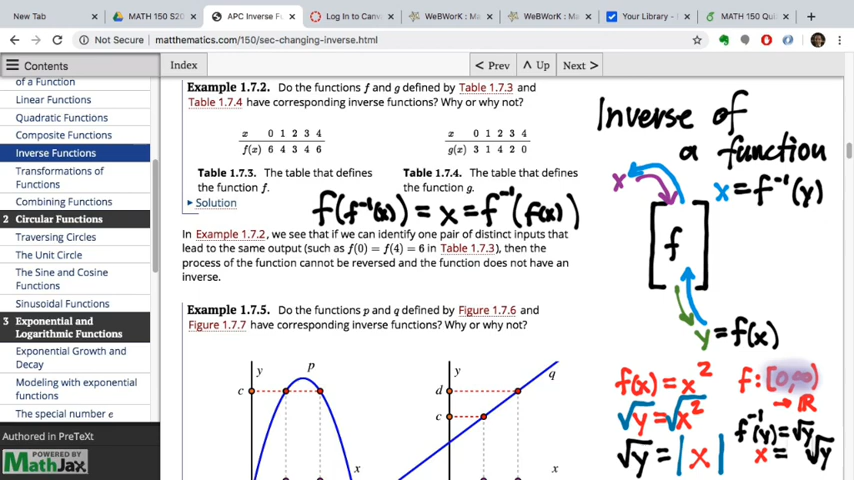 New Tab
MATH 150 S20
APC Inverse F
Log In to Canv
WeBWorK :
WeBWorK : Ma
Your Library -
MATH 150 Qui
Not Secure | matthematics.com/150/sec-changing-inverse.html
Contents
Index
< Prev
Up
Next >
of a Function
Linear Functions
Quadratic Functions
Composite Functions
Inverse Functions
Transformations of
Functions
Combining Functions
2 Circular Functions
Traversing Circles
The Unit Circle
The Sine and Cosine
Functions
Sinusoidal Functions
3 Exponential and
Logarithmic Functions
Exponential Growth and
Decay
Modeling with exponential
functions
The special number e
Authored in PreTeXt
POWERED BY
MathJax
Example 1.7.2. Do the functions f and g defined by Table 1.7.3 and
Table 1.7.4 have corresponding inverse functions? Why or why not?
x 0 1 2 3 4
f(x) 6 4 3 4 6
x 0 1 2 3 4
g(x) 3 1 4 2 0
Table 1.7.3. The table that defines
the function f.
Table 1.7.4. The table that defines
the function g.
Solution
f(f⁻¹(x)) = x = f⁻¹(f(x))
In Example 1.7.2, we see that if we can identify one pair of distinct inputs that
lead to the same output (such as f(0) = f(4) = 6 in Table 1.7.3), then the
process of the function cannot be reversed and the function does not have an
inverse.
Example 1.7.5. Do the functions p and q defined by Figure 1.7.6 and
Figure 1.7.7 have corresponding inverse functions? Why or why not?
y
p
c
x
y
q
d
c
x
Inverse of
a function
x
x = f⁻¹(y)
f
y = f(x)
f(x) = x²
f: [0,∞)
→ ℝ
√y = √x²
f⁻¹(y) = √y
√y = |x|
x = √y